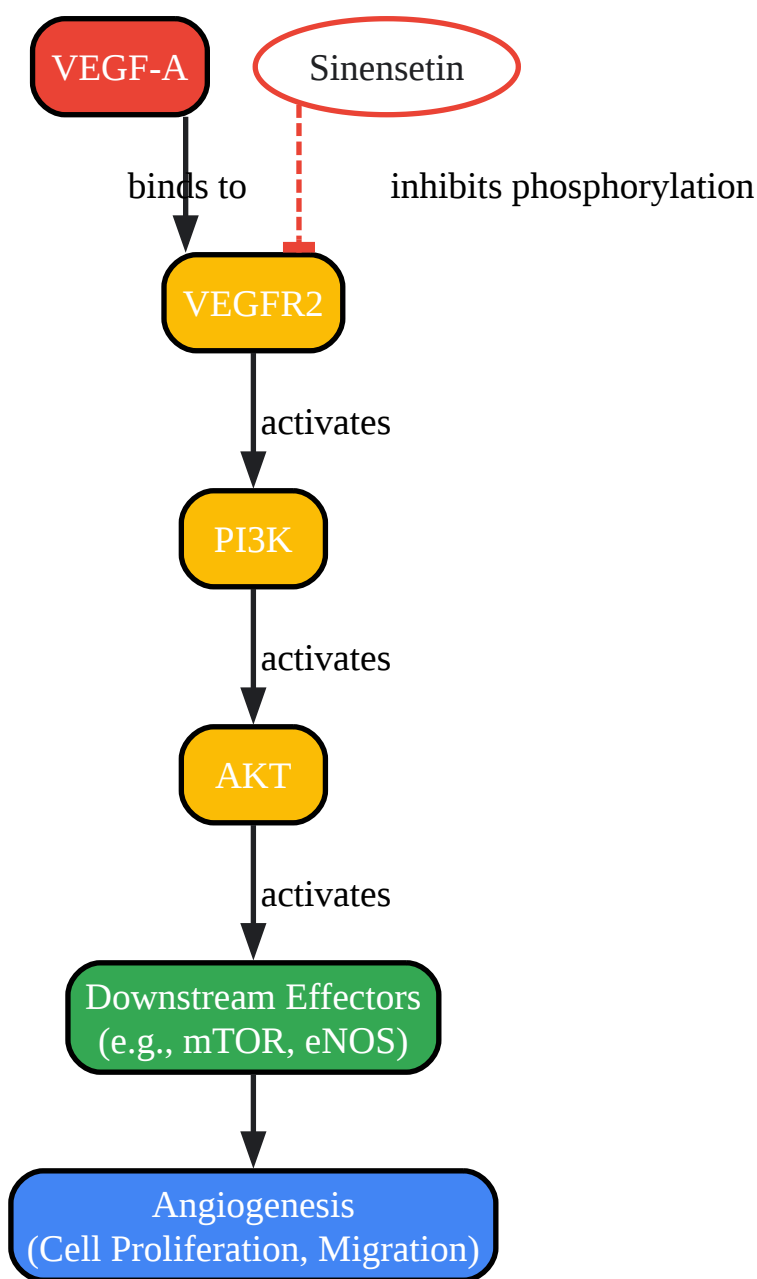 VEGF-A
Sinensetin
binds to
inhibits phosphorylation
VEGFR2
activates
PI3K
activates
AKT
activates
Downstream Effectors
(e.g., mTOR, eNOS)
Angiogenesis
(Cell Proliferation, Migration)